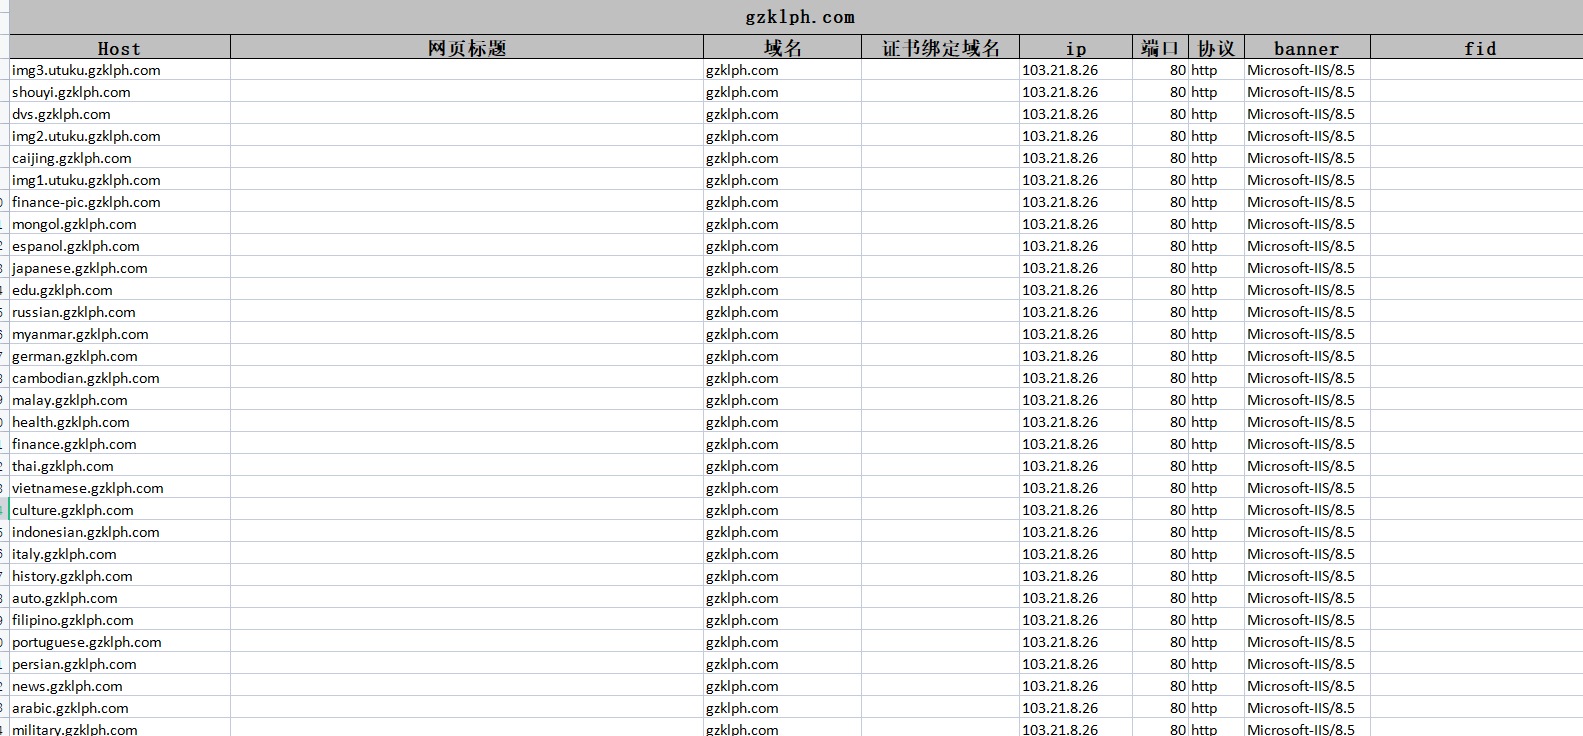 gzklph.com
Host 网页标题 域名 证书绑定域名 ip 端口 协议 banner fid
img3.utuku.gzklph.com gzklph.com 103.21.8.26 80 http Microsoft-IIS/8.5
shouyi.gzklph.com gzklph.com 103.21.8.26 80 http Microsoft-IIS/8.5
dvs.gzklph.com gzklph.com 103.21.8.26 80 http Microsoft-IIS/8.5
img2.utuku.gzklph.com gzklph.com 103.21.8.26 80 http Microsoft-IIS/8.5
caijing.gzklph.com gzklph.com 103.21.8.26 80 http Microsoft-IIS/8.5
img1.utuku.gzklph.com gzklph.com 103.21.8.26 80 http Microsoft-IIS/8.5
finance-pic.gzklph.com gzklph.com 103.21.8.26 80 http Microsoft-IIS/8.5
mongol.gzklph.com gzklph.com 103.21.8.26 80 http Microsoft-IIS/8.5
espanol.gzklph.com gzklph.com 103.21.8.26 80 http Microsoft-IIS/8.5
japanese.gzklph.com gzklph.com 103.21.8.26 80 http Microsoft-IIS/8.5
edu.gzklph.com gzklph.com 103.21.8.26 80 http Microsoft-IIS/8.5
russian.gzklph.com gzklph.com 103.21.8.26 80 http Microsoft-IIS/8.5
myanmar.gzklph.com gzklph.com 103.21.8.26 80 http Microsoft-IIS/8.5
german.gzklph.com gzklph.com 103.21.8.26 80 http Microsoft-IIS/8.5
cambodian.gzklph.com gzklph.com 103.21.8.26 80 http Microsoft-IIS/8.5
malay.gzklph.com gzklph.com 103.21.8.26 80 http Microsoft-IIS/8.5
health.gzklph.com gzklph.com 103.21.8.26 80 http Microsoft-IIS/8.5
finance.gzklph.com gzklph.com 103.21.8.26 80 http Microsoft-IIS/8.5
thai.gzklph.com gzklph.com 103.21.8.26 80 http Microsoft-IIS/8.5
vietnamese.gzklph.com gzklph.com 103.21.8.26 80 http Microsoft-IIS/8.5
culture.gzklph.com gzklph.com 103.21.8.26 80 http Microsoft-IIS/8.5
indonesian.gzklph.com gzklph.com 103.21.8.26 80 http Microsoft-IIS/8.5
italy.gzklph.com gzklph.com 103.21.8.26 80 http Microsoft-IIS/8.5
history.gzklph.com gzklph.com 103.21.8.26 80 http Microsoft-IIS/8.5
auto.gzklph.com gzklph.com 103.21.8.26 80 http Microsoft-IIS/8.5
filipino.gzklph.com gzklph.com 103.21.8.26 80 http Microsoft-IIS/8.5
portuguese.gzklph.com gzklph.com 103.21.8.26 80 http Microsoft-IIS/8.5
persian.gzklph.com gzklph.com 103.21.8.26 80 http Microsoft-IIS/8.5
news.gzklph.com gzklph.com 103.21.8.26 80 http Microsoft-IIS/8.5
arabic.gzklph.com gzklph.com 103.21.8.26 80 http Microsoft-IIS/8.5
military.gzklph.com gzklph.com 103.21.8.26 80 http Microsoft-IIS/8.5